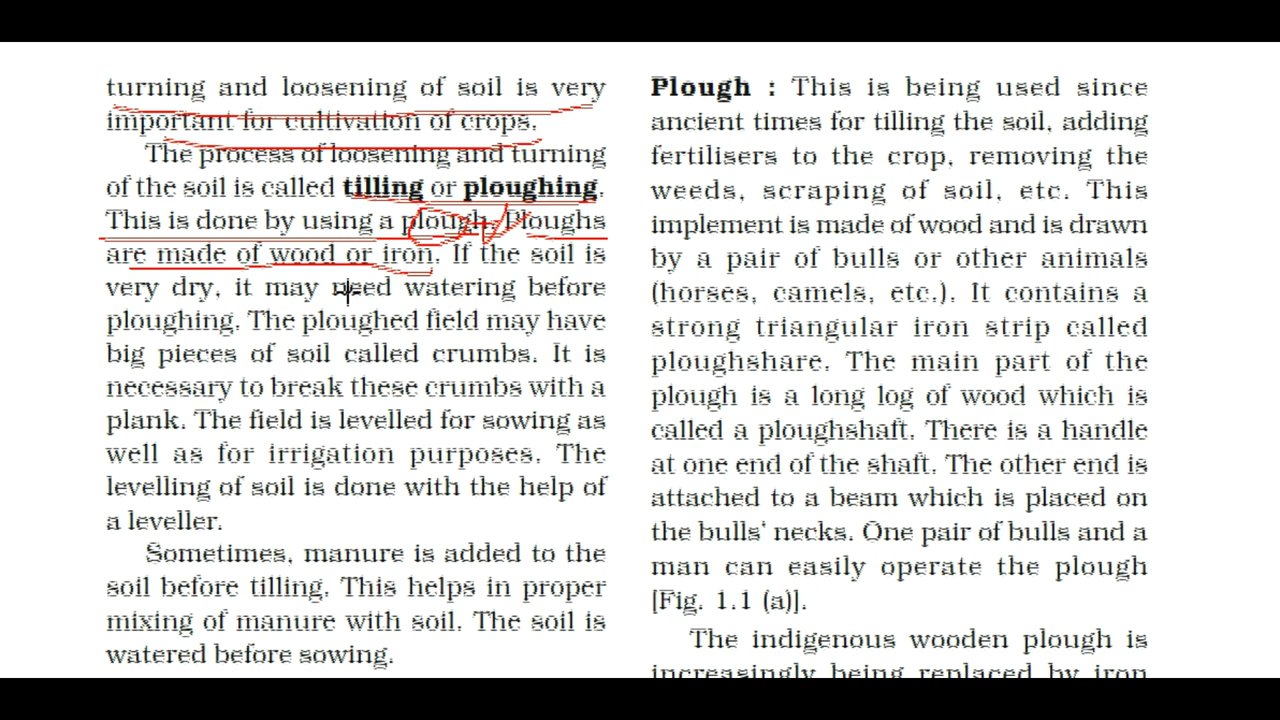 turning and loosening of soil is very
important for cultivation of crops.
The process of loosening and turning
of the soil is called tilling or ploughing.
This is done by using a plough. Ploughs
are made of wood or iron. If the soil is
very dry, it may need watering before
ploughing. The ploughed field may have
big pieces of soil called crumbs. It is
necessary to break these crumbs with a
plank. The field is levelled for sowing as
well as for irrigation purposes. The
levelling of soil is done with the help of
a leveller.
Sometimes, manure is added to the
soil before tilling. This helps in proper
mixing of manure with soil. The soil is
watered before sowing.
Plough : This is being used since
ancient times for tilling the soil, adding
fertilisers to the crop, removing the
weeds, scraping of soil, etc. This
implement is made of wood and is drawn
by a pair of bulls or other animals
(horses, camels, etc.). It contains a
strong triangular iron strip called
ploughshare. The main part of the
plough is a long log of wood which is
called a ploughshaft. There is a handle
at one end of the shaft. The other end is
attached to a beam which is placed on
the bulls' necks. One pair of bulls and a
man can easily operate the plough
[Fig. 1.1 (a)].
The indigenous wooden plough is
increasingly being replaced by iron